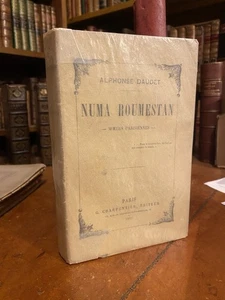 ALPHONSE DAUDET
NUMA ROUMESTAN
— MŒURS PARISIENNES —
PARIS
G. CHARPENTIER, ÉDITEUR